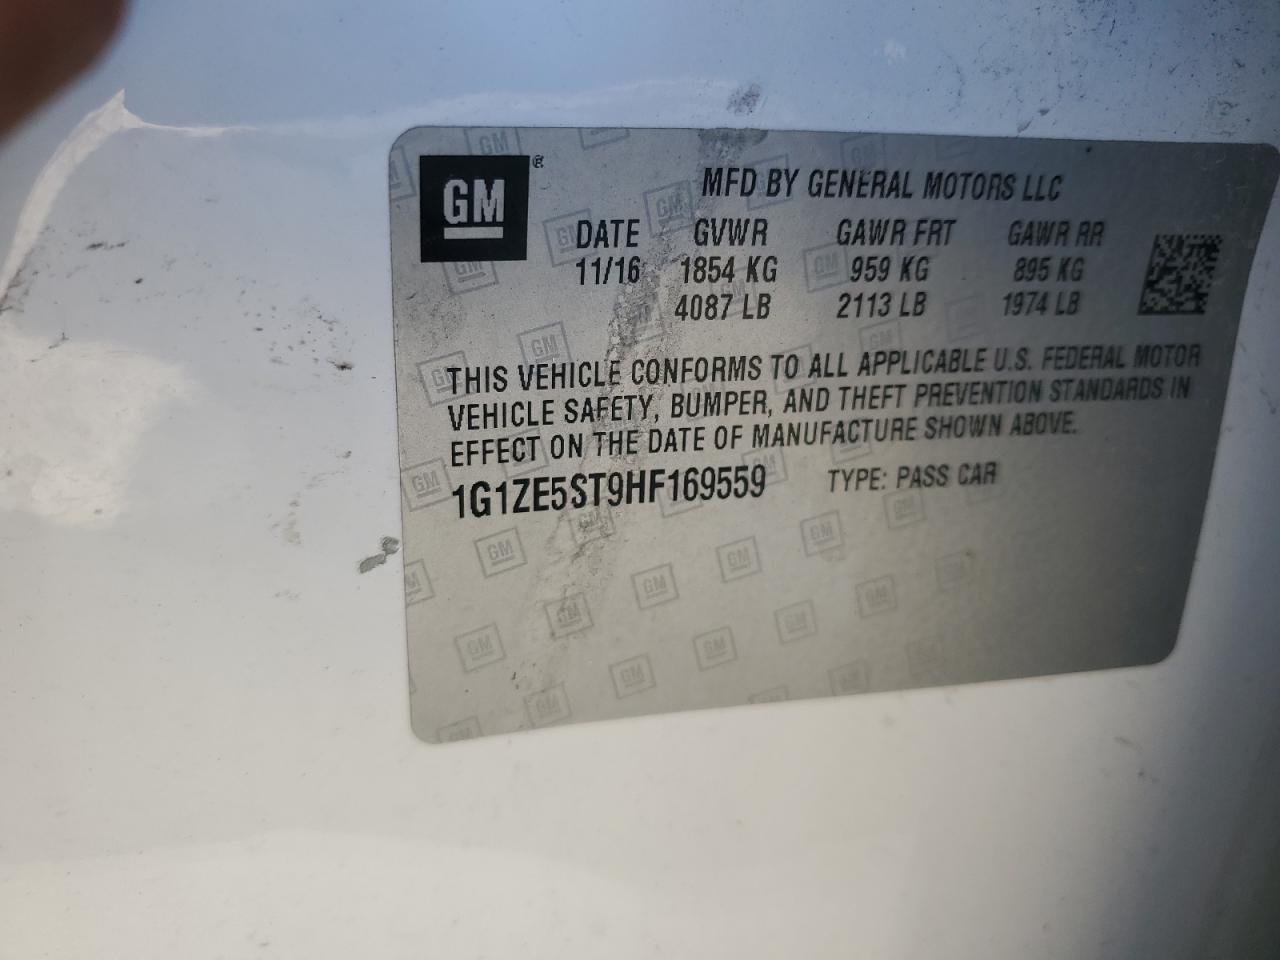 GM ®
MFD BY GENERAL MOTORS LLC
DATE GVWR GAWR FRT GAWR RR
11/16 1854 KG 959 KG 895 KG
4087 LB 2113 LB 1974 LB
THIS VEHICLE CONFORMS TO ALL APPLICABLE U.S. FEDERAL MOTOR
VEHICLE SAFETY, BUMPER, AND THEFT PREVENTION STANDARDS IN
EFFECT ON THE DATE OF MANUFACTURE SHOWN ABOVE.
1G1ZE5ST9HF169559 TYPE: PASS CAR